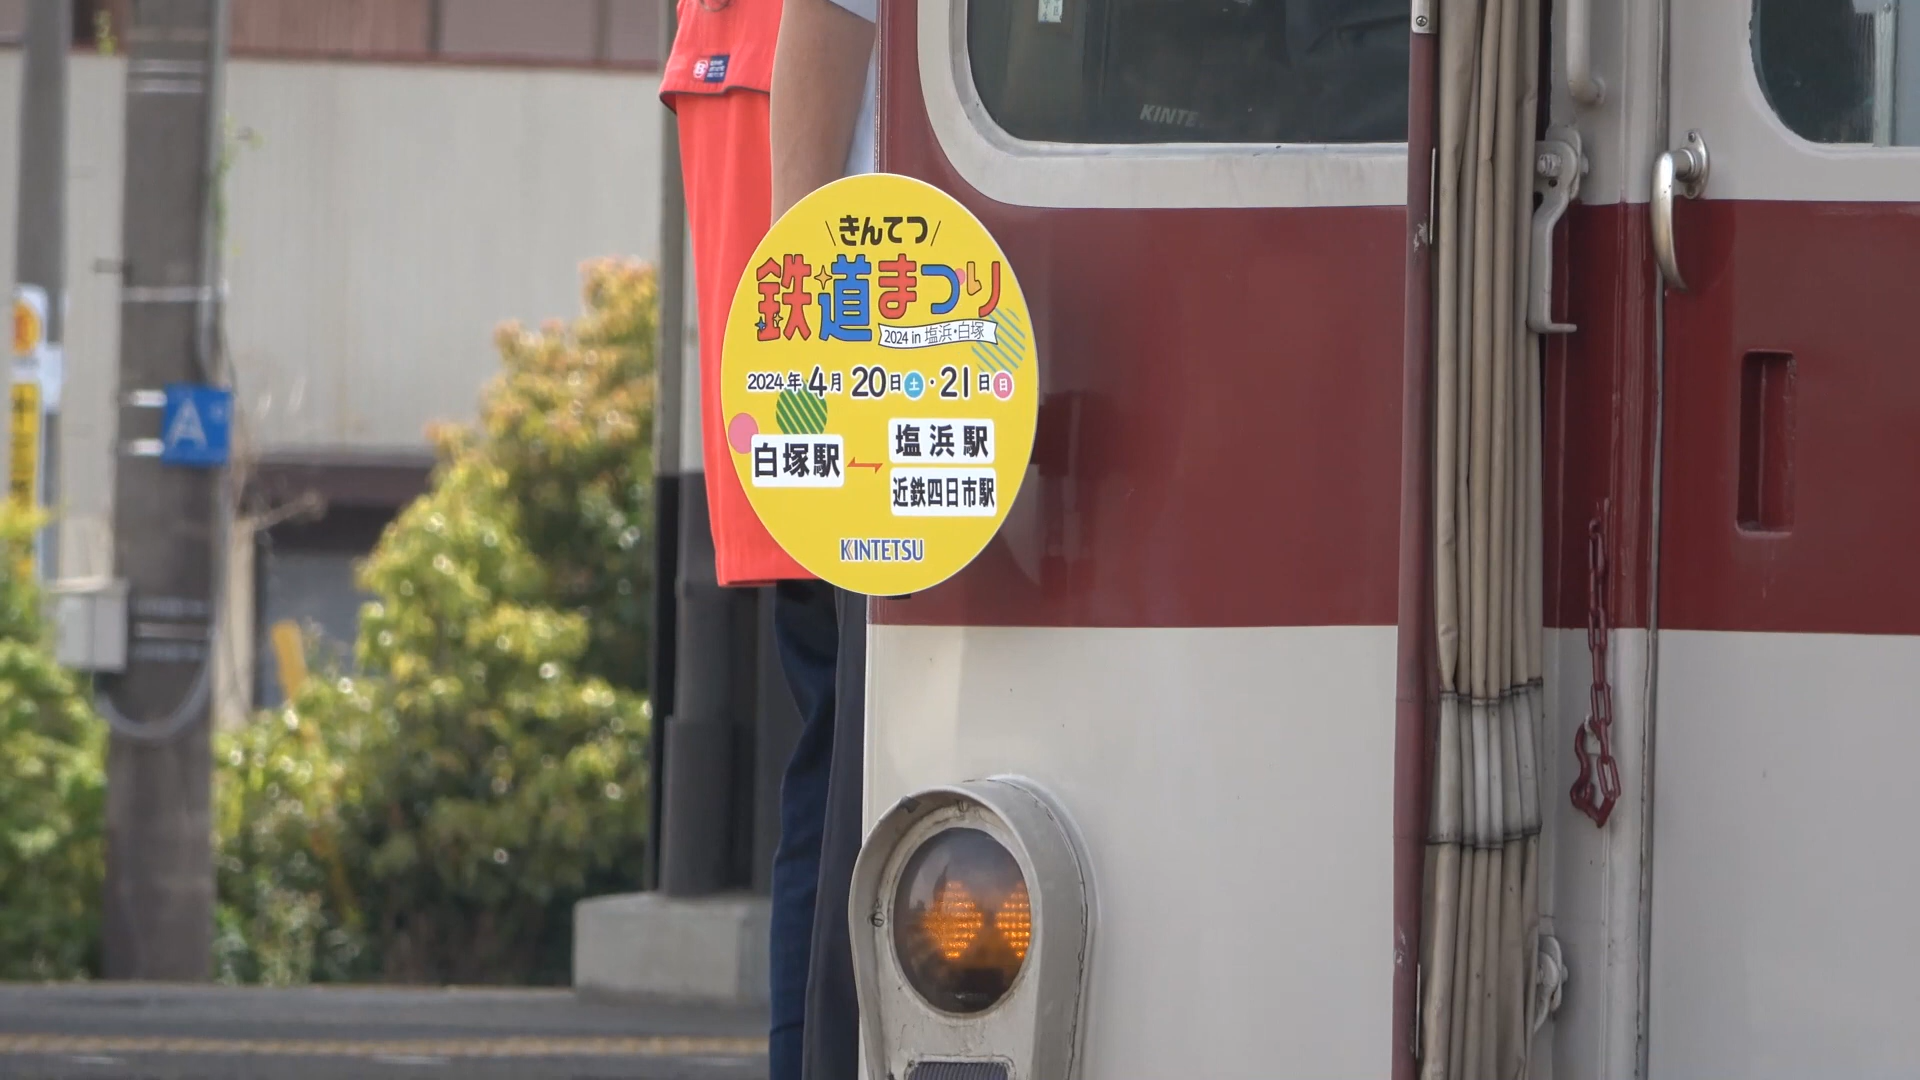 きんてつ
鉄道まつり
2024 in 塩浜・白塚
2024年 4月 20日 土・21日 日
白塚駅
塩浜駅
近鉄四日市駅
KINTETSU
KINTE
A